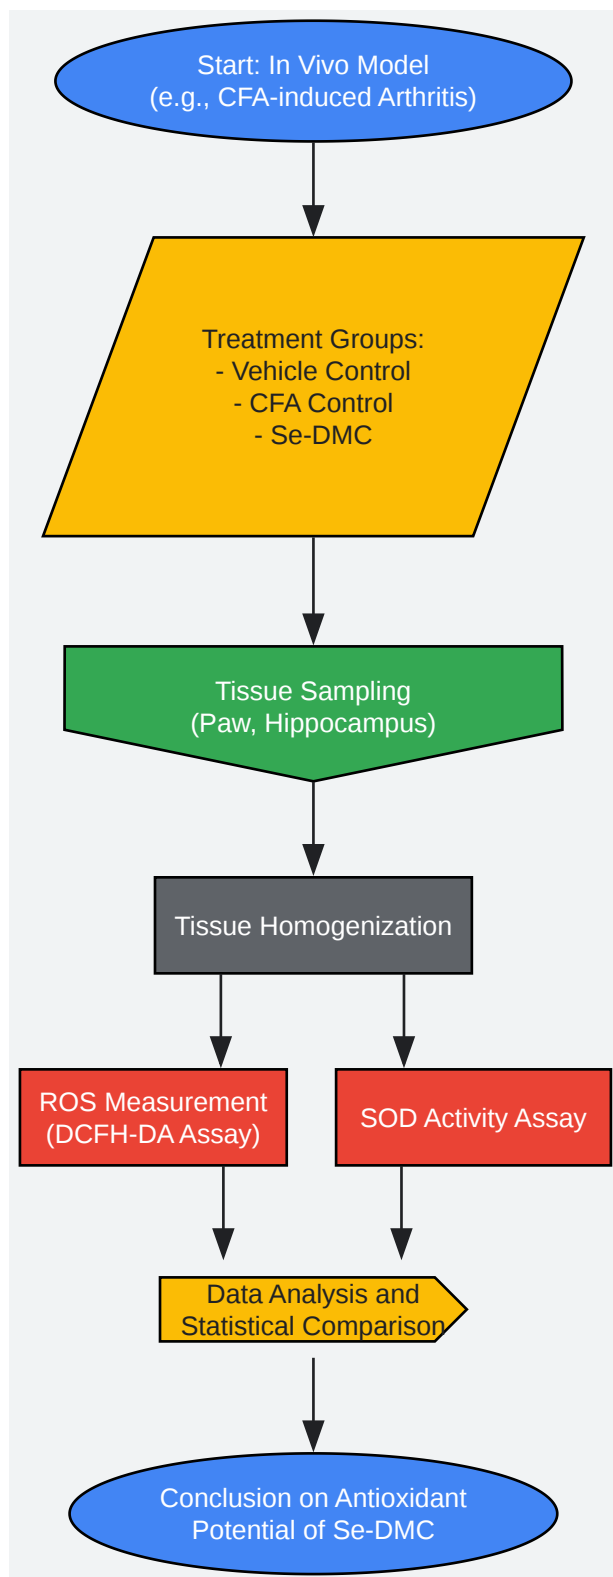 Start: In Vivo Model
(e.g., CFA-induced Arthritis)
Treatment Groups:
- Vehicle Control
- CFA Control
- Se-DMC
Tissue Sampling
(Paw, Hippocampus)
Tissue Homogenization
ROS Measurement
(DCFH-DA Assay)
SOD Activity Assay
Data Analysis and
Statistical Comparison
Conclusion on Antioxidant
Potential of Se-DMC